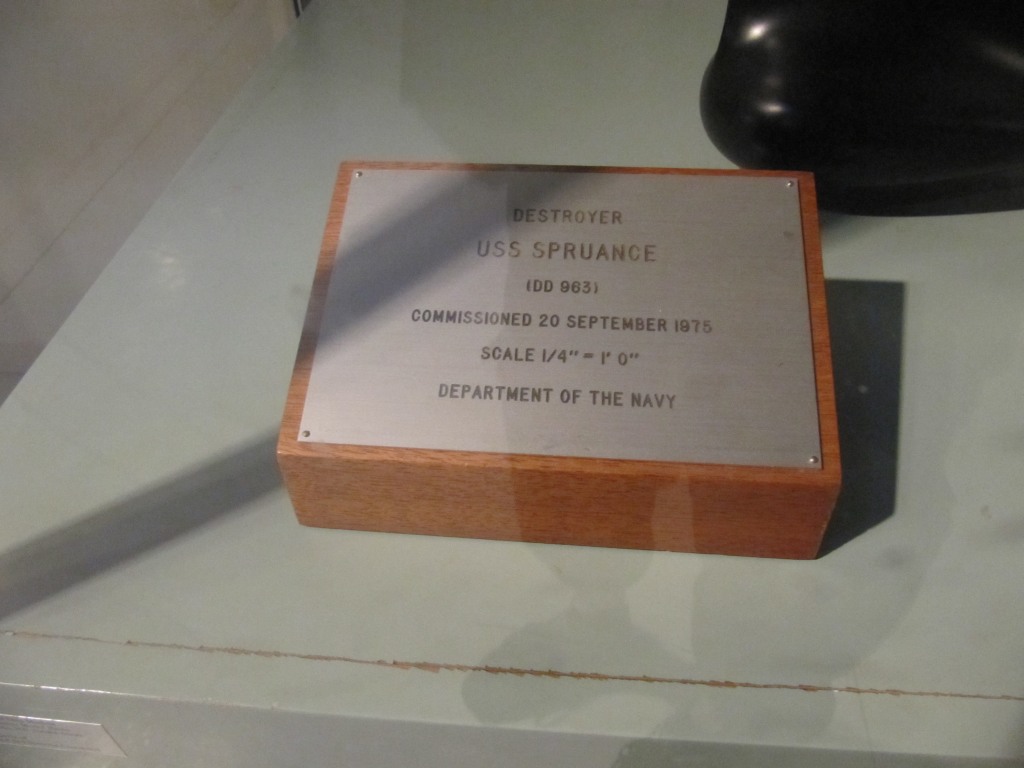 DESTROYER
USS SPRUANCE
(DD 963)
COMMISSIONED 20 SEPTEMBER 1975
SCALE 1/4" = 1' 0"
DEPARTMENT OF THE NAVY